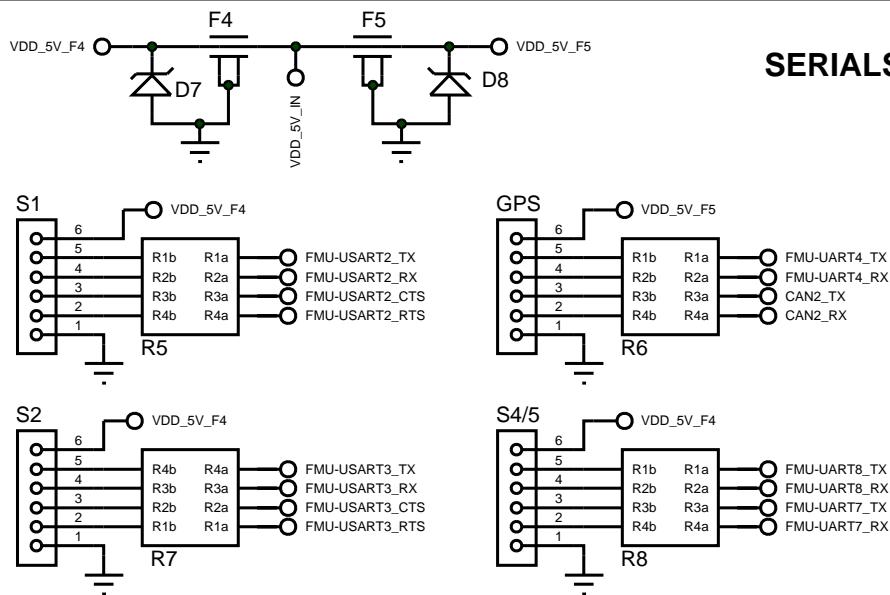 F4
F5
VDD_5V_F4
VDD_5V_F5
SERIALS
D7
D8
VDD_5V_IN
S1
VDD_5V_F4
6
5
4
3
2
1
R1b R1a
R2b R2a
R3b R3a
R4b R4a
FMU-USART2_TX
FMU-USART2_RX
FMU-USART2_CTS
FMU-USART2_RTS
R5
GPS
VDD_5V_F5
6
5
4
3
2
1
R1b R1a
R2b R2a
R3b R3a
R4b R4a
FMU-UART4_TX
FMU-UART4_RX
CAN2_TX
CAN2_RX
R6
S2
VDD_5V_F4
6
5
4
3
2
1
R4b R4a
R3b R3a
R2b R2a
R1b R1a
FMU-USART3_TX
FMU-USART3_RX
FMU-USART3_CTS
FMU-USART3_RTS
R7
S4/5
VDD_5V_F4
6
5
4
3
2
1
R1b R1a
R2b R2a
R3b R3a
R4b R4a
FMU-UART8_TX
FMU-UART8_RX
FMU-UART7_TX
FMU-UART7_RX
R8